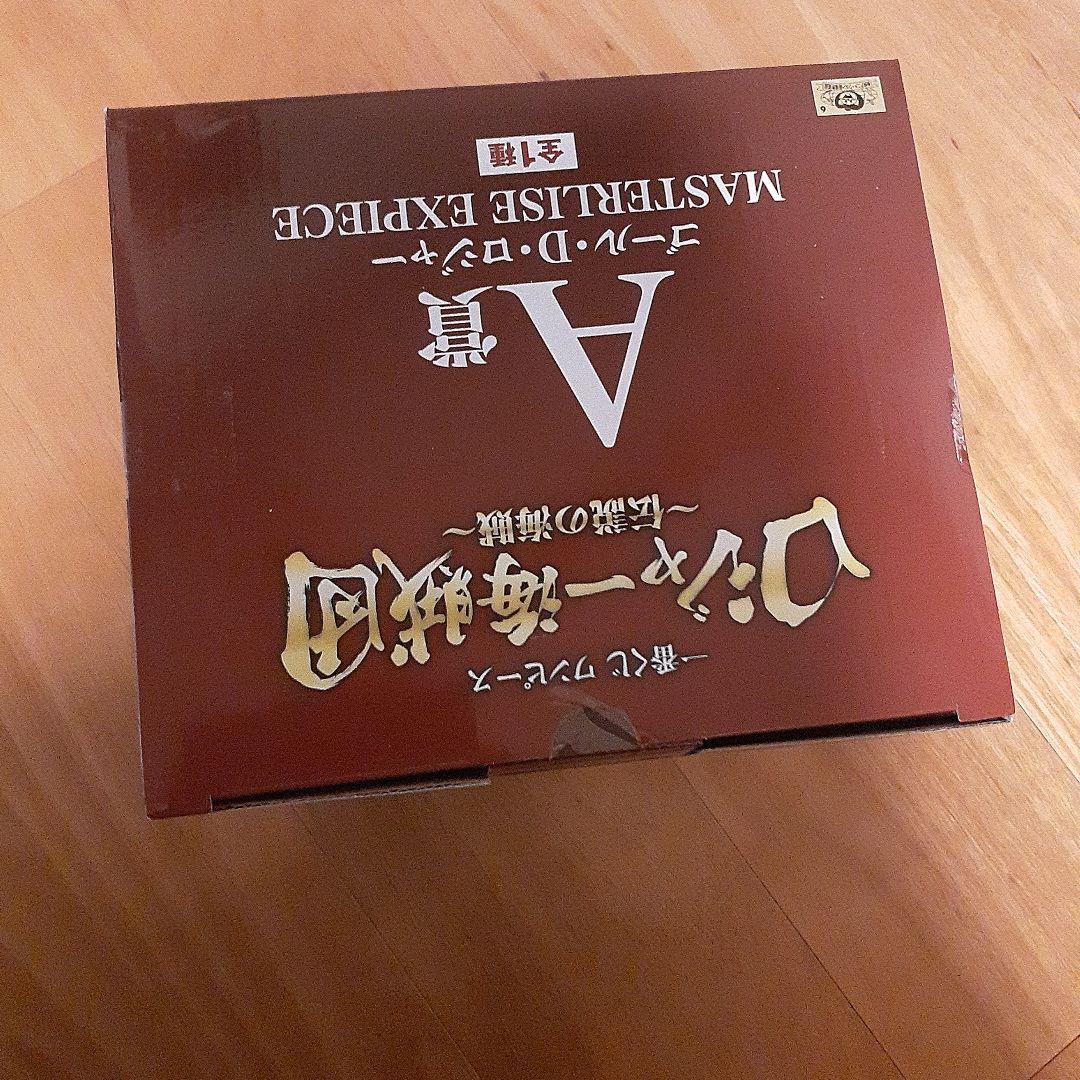 一番くじ ワンピース
ロジャー海賊団
〜伝説の海賊〜
A賞
ゴール・D・ロジャー
MASTERLISE EXPIECE
全1種